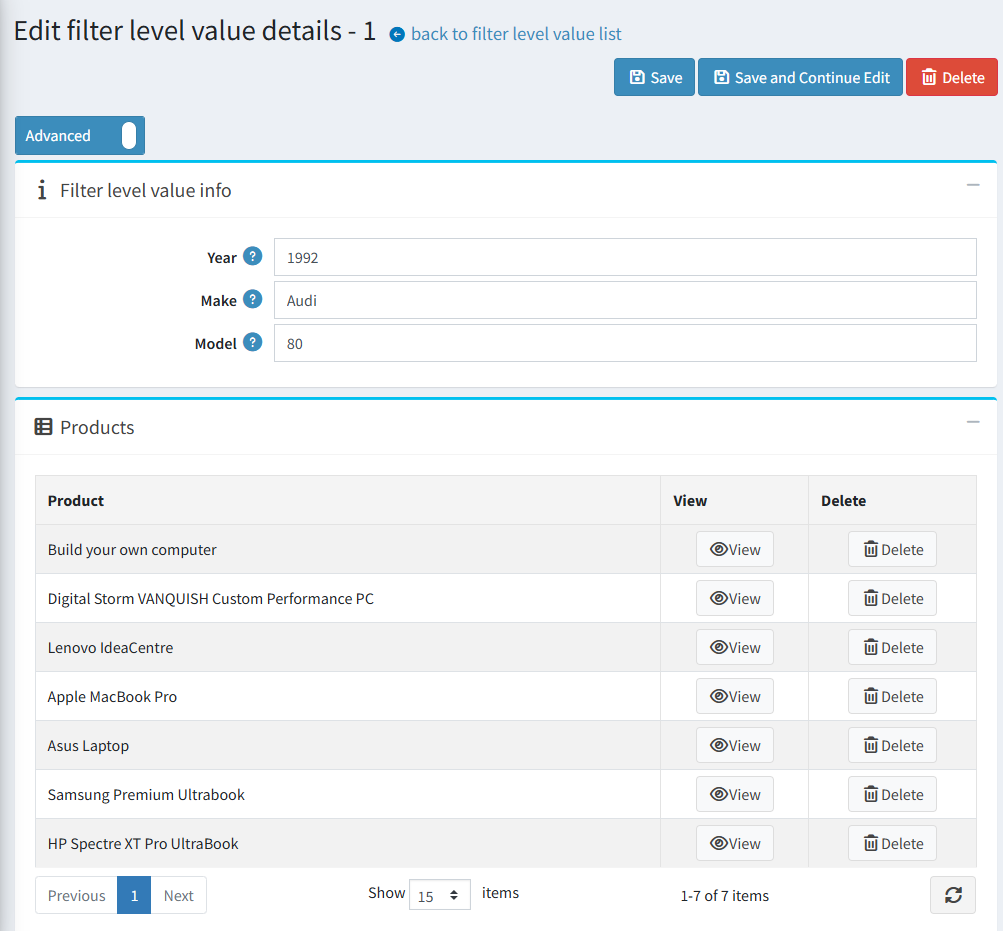 Edit filter level value details - 1 back to filter level value list
Save Save and Continue Edit Delete
Advanced
Filter level value info
Year ? 1992
Make ? Audi
Model ? 80
Products
Product View Delete
Build your own computer View Delete
Digital Storm VANQUISH Custom Performance PC View Delete
Lenovo IdeaCentre View Delete
Apple MacBook Pro View Delete
Asus Laptop View Delete
Samsung Premium Ultrabook View Delete
HP Spectre XT Pro UltraBook View Delete
Previous 1 Next Show 15 items 1-7 of 7 items